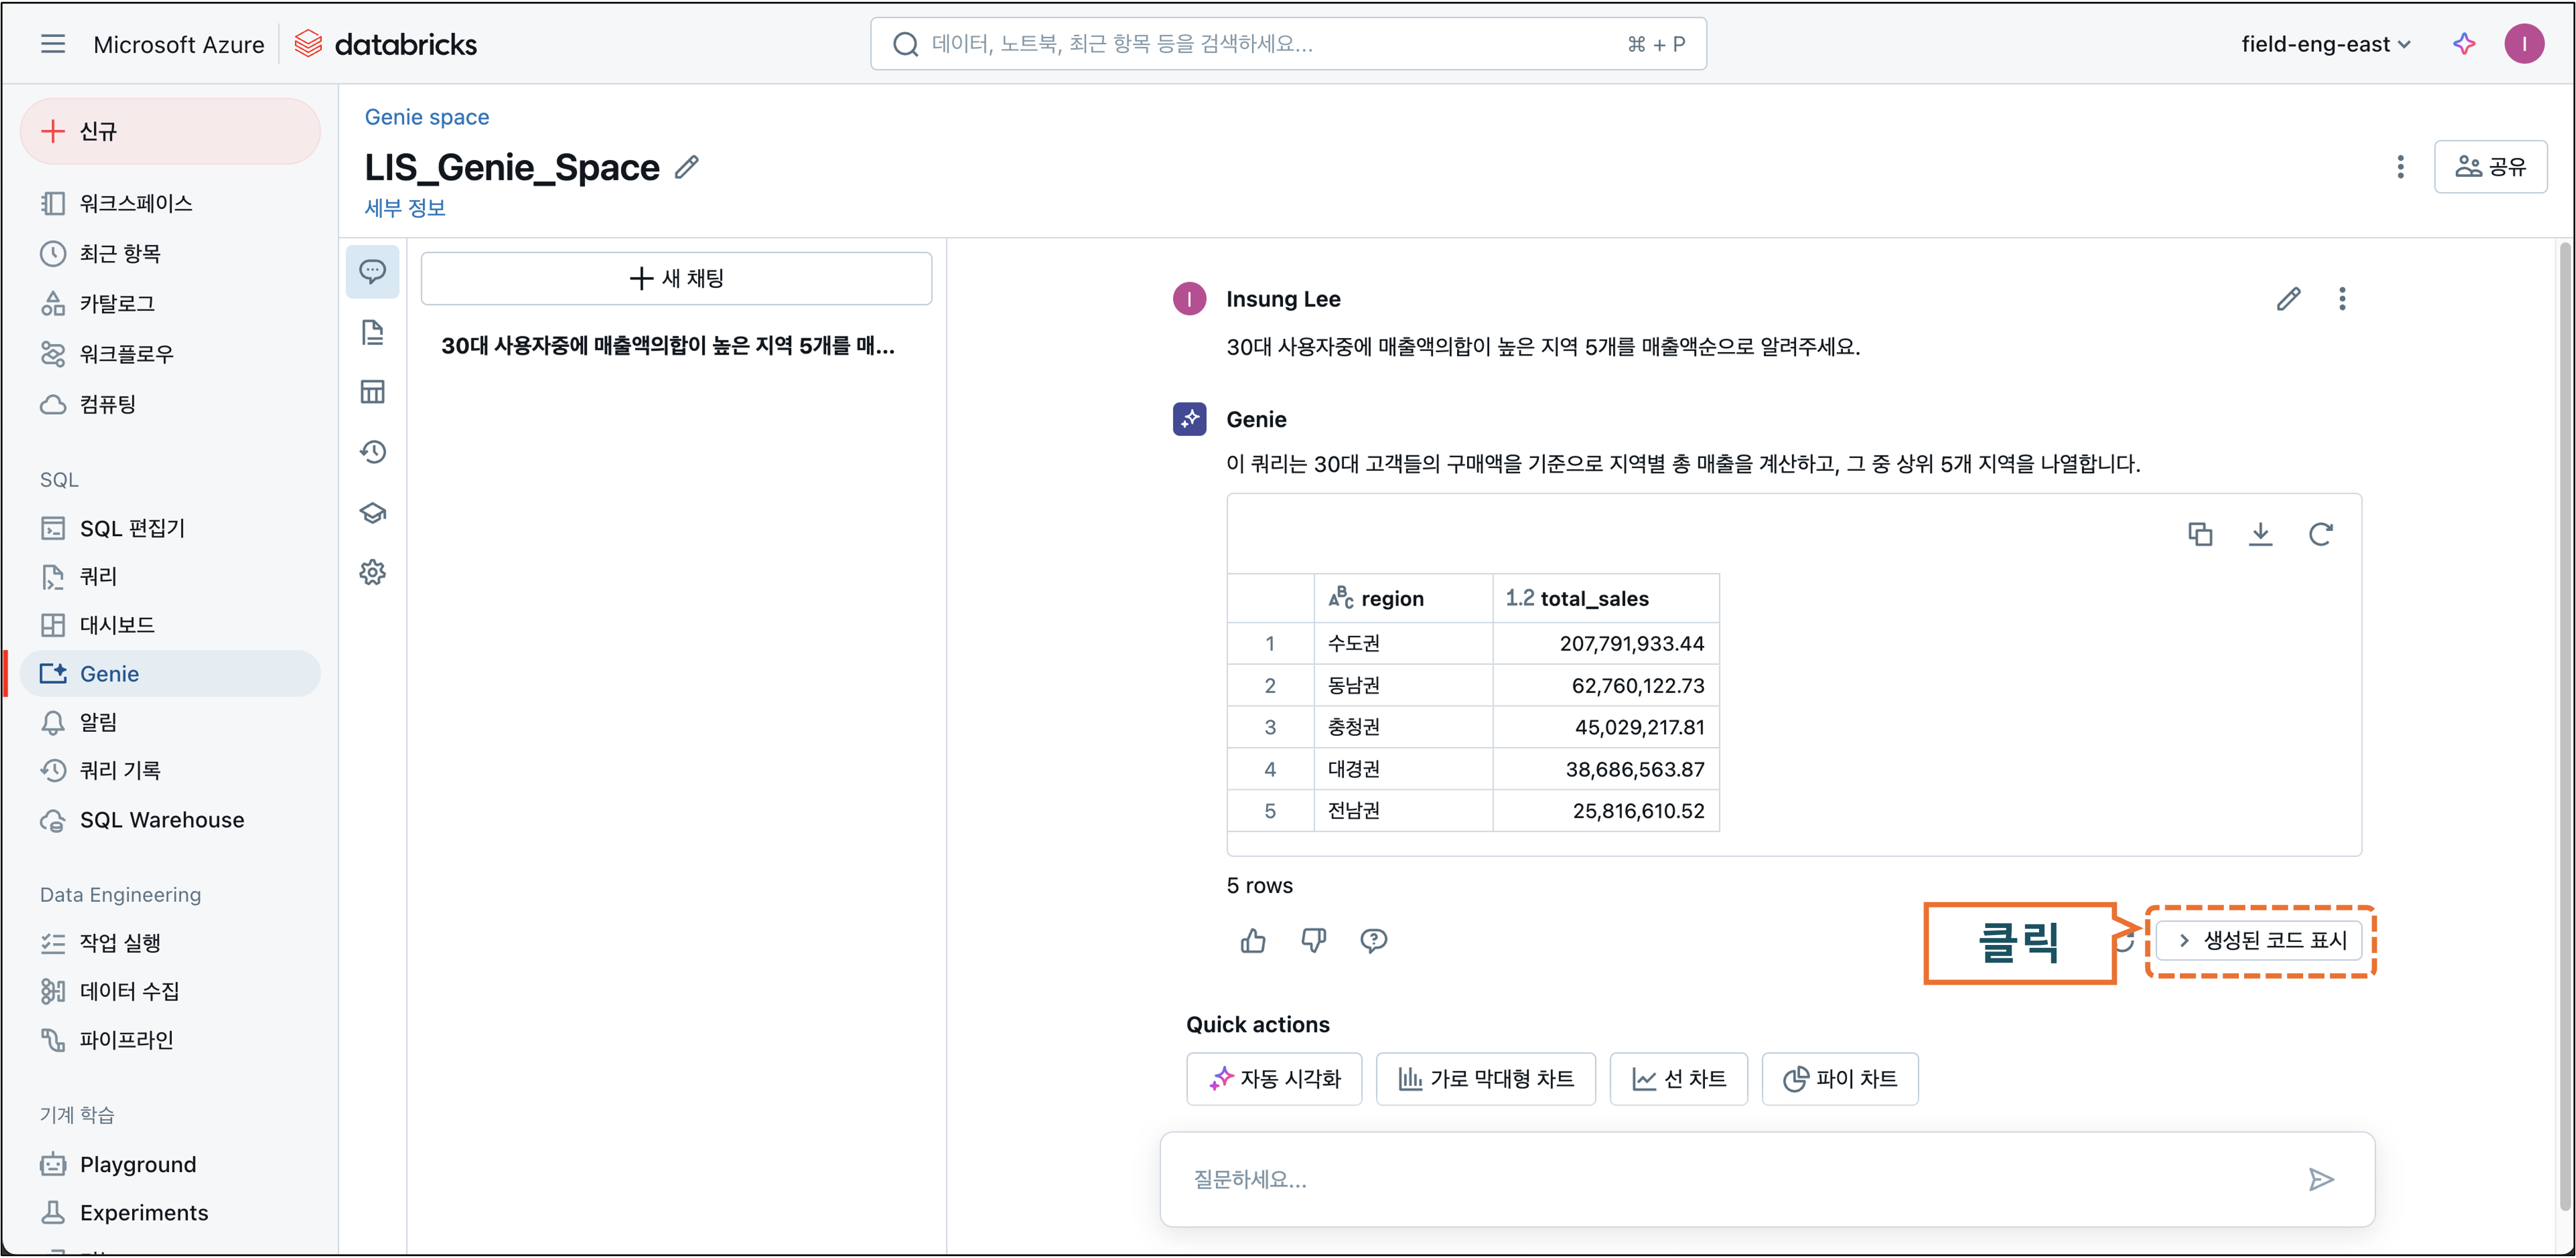 Microsoft Azure databricks
데이터, 노트북, 최근 항목 등을 검색하세요... ⌘ + P
field-eng-east
I
신규
워크스페이스
최근 항목
카탈로그
워크플로우
컴퓨팅
SQL
SQL 편집기
쿼리
대시보드
Genie
알림
쿼리 기록
SQL Warehouse
Data Engineering
작업 실행
데이터 수집
파이프라인
기계 학습
Playground
Experiments
Genie space
LIS_Genie_Space
세부 정보
공유
+ 새 채팅
30대 사용자중에 매출액의합이 높은 지역 5개를 매...
I Insung Lee
30대 사용자중에 매출액의합이 높은 지역 5개를 매출액순으로 알려주세요.
Genie
이 쿼리는 30대 고객들의 구매액을 기준으로 지역별 총 매출을 계산하고, 그 중 상위 5개 지역을 나열합니다.
ABC region 1.2 total_sales
1 수도권 207,791,933.44
2 동남권 62,760,122.73
3 충청권 45,029,217.81
4 대경권 38,686,563.87
5 전남권 25,816,610.52
5 rows
클릭
생성된 코드 표시
Quick actions
자동 시각화 가로 막대형 차트 선 차트 파이 차트
질문하세요...